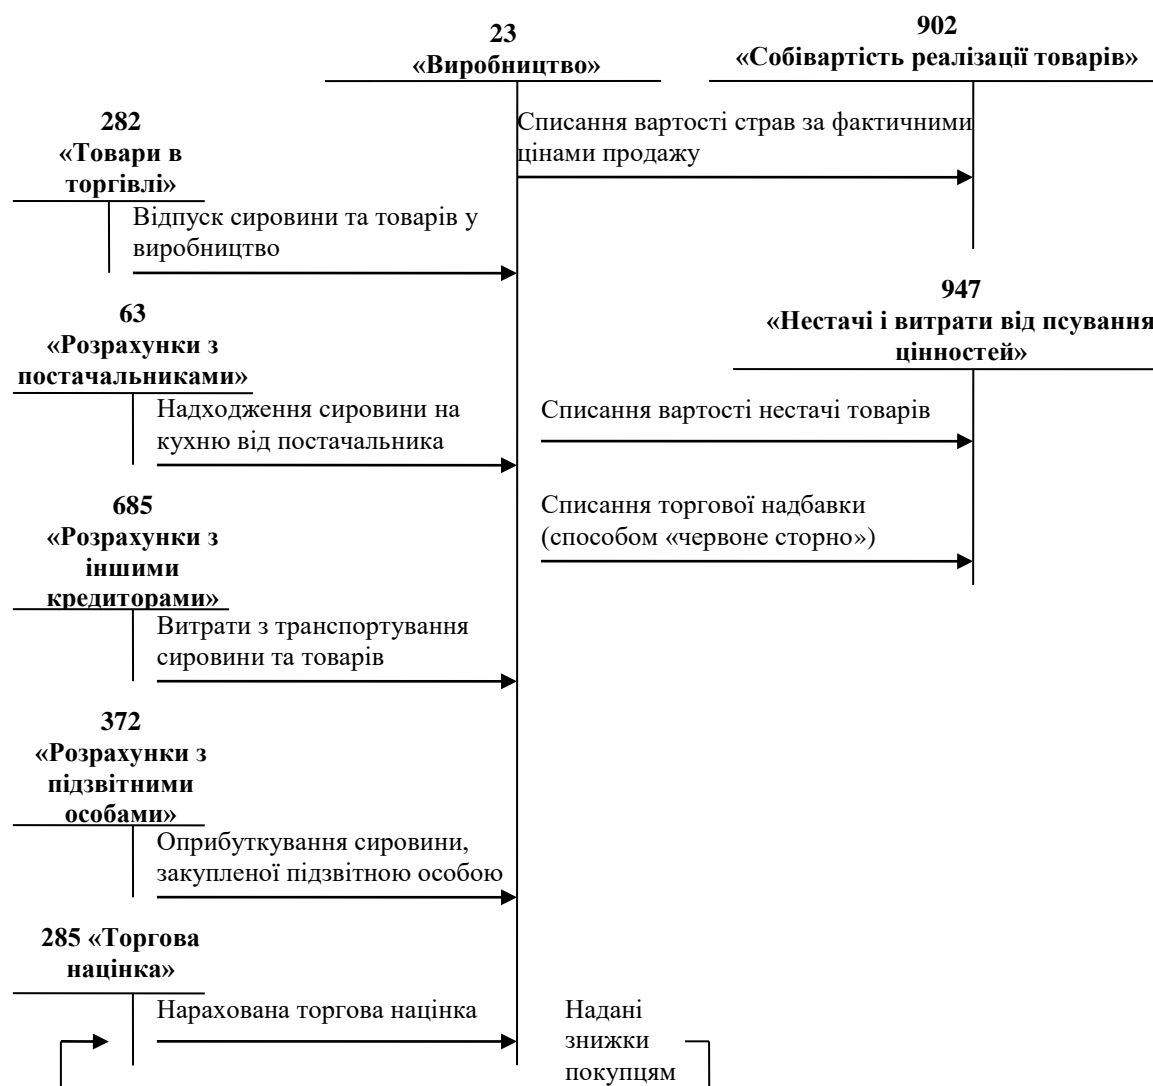 23
«Виробництво»
902
«Собівартість реалізації товарів»
282
«Товари в
торгівлі»
Списання вартості страв за фактичними
цінами продажу
Відпуск сировини та товарів у
виробництво
63
«Розрахунки з
постачальниками»
947
«Нестачі і витрати від псування
цінностей»
Надходження сировини на
кухню від постачальника
Списання вартості нестачі товарів
685
«Розрахунки з
іншими
кредиторами»
Списання торгової надбавки
(способом «червоне сторно»)
Витрати з транспортування
сировини та товарів
372
«Розрахунки з
підзвітними
особами»
Оприбуткування сировини,
закупленої підзвітною особою
285 «Торгова
націнка»
Нарахована торгова націнка
Надані
знижки
покупцям